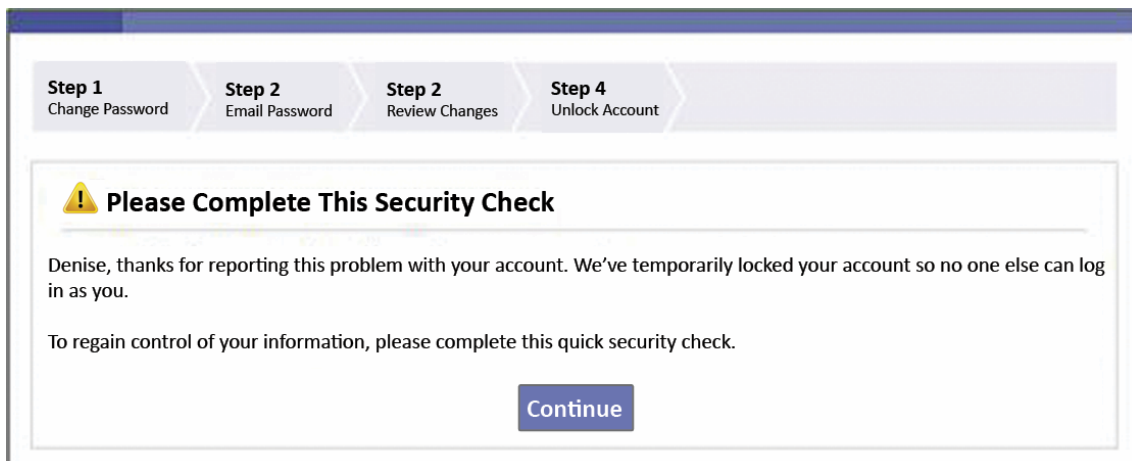 Step 1
Change Password
Step 2
Email Password
Step 2
Review Changes
Step 4
Unlock Account
Please Complete This Security Check
Denise, thanks for reporting this problem with your account. We’ve temporarily locked your account so no one else can log
in as you.
To regain control of your information, please complete this quick security check.
Continue